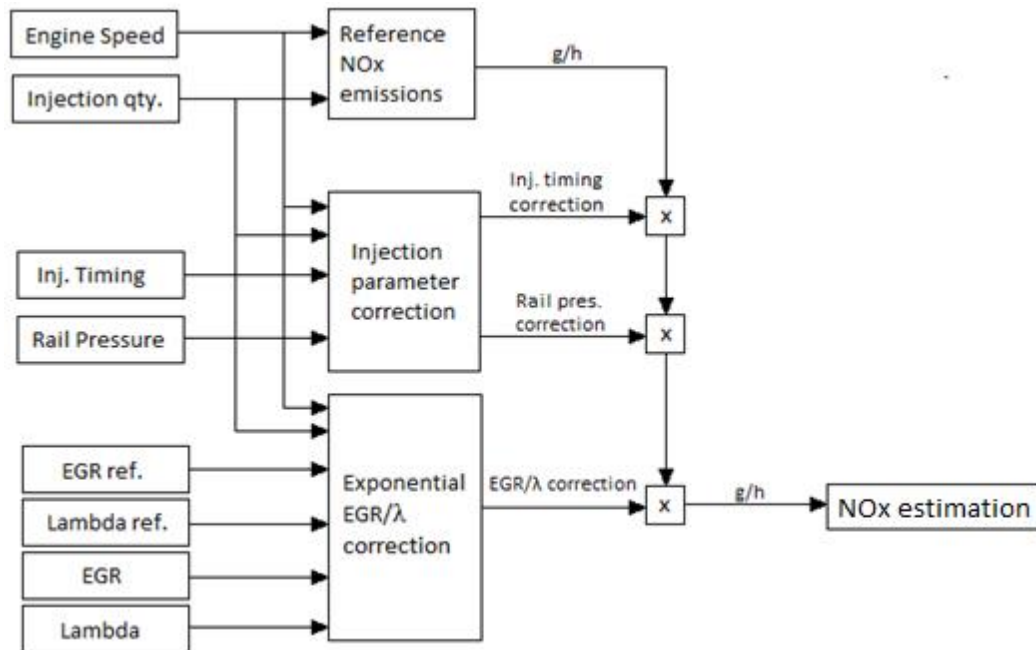 Engine Speed
Injection qty.
Reference
NOx
emissions
g/h
Inj. timing
correction
x
Inj. Timing
Rail Pressure
Injection
parameter
correction
Rail pres.
correction
x
EGR ref.
Lambda ref.
EGR
Lambda
Exponential
EGR/λ
correction
EGR/λ correction
x
g/h
NOx estimation